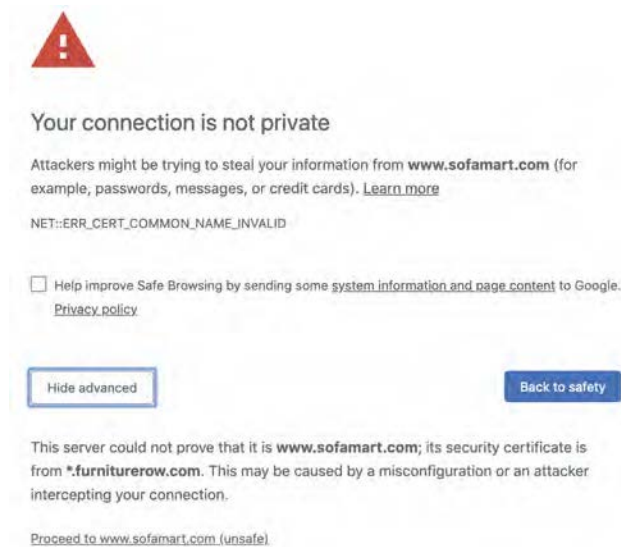 Your connection is not private
Attackers might be trying to steal your information from www.sofamart.com (for
example, passwords, messages, or credit cards). Learn more
NET::ERR_CERT_COMMON_NAME_INVALID
Help improve Safe Browsing by sending some system information and page content to Google.
Privacy policy
Hide advanced
Back to safety
This server could not prove that it is www.sofamart.com; its security certificate is
from *.furniturerow.com. This may be caused by a misconfiguration or an attacker
intercepting your connection.
Proceed to www.sofamart.com (unsafe)